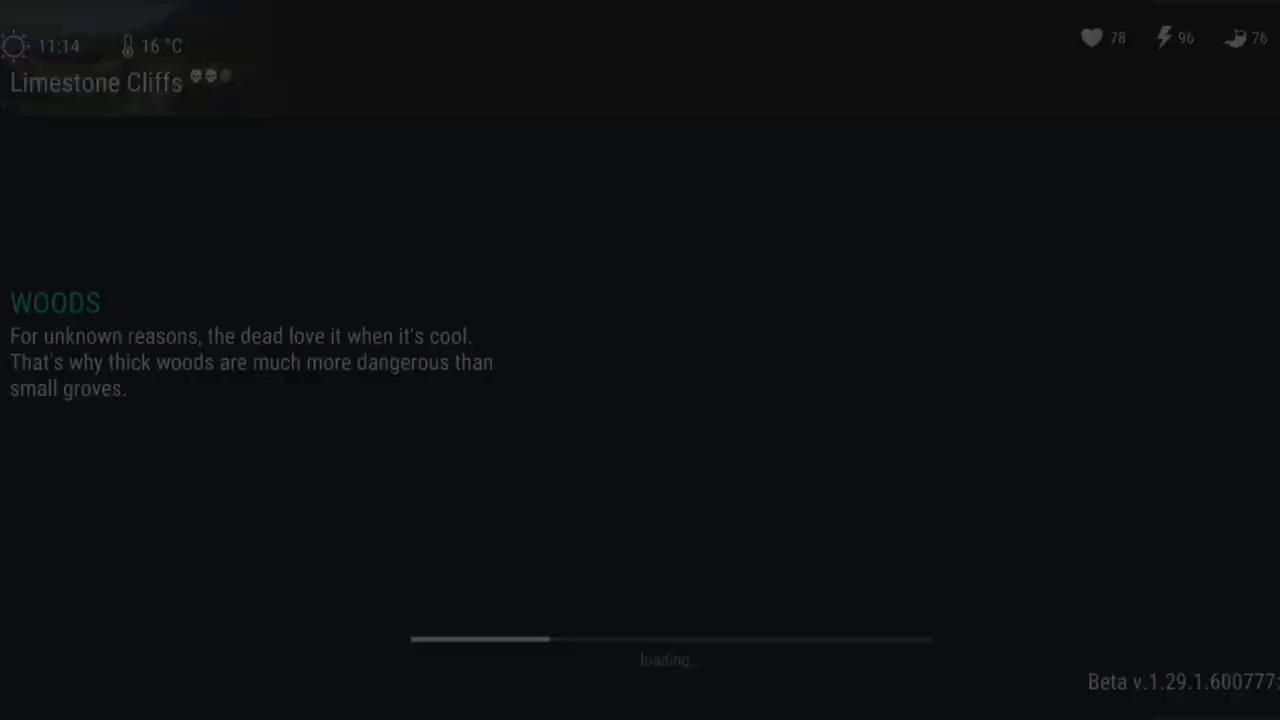 11:14 16 °C 78 96 76
Limestone Cliffs
WOODS
For unknown reasons, the dead love it when it's cool.
That's why thick woods are much more dangerous than
small groves.
loading...
Beta v.1.29.1.600777